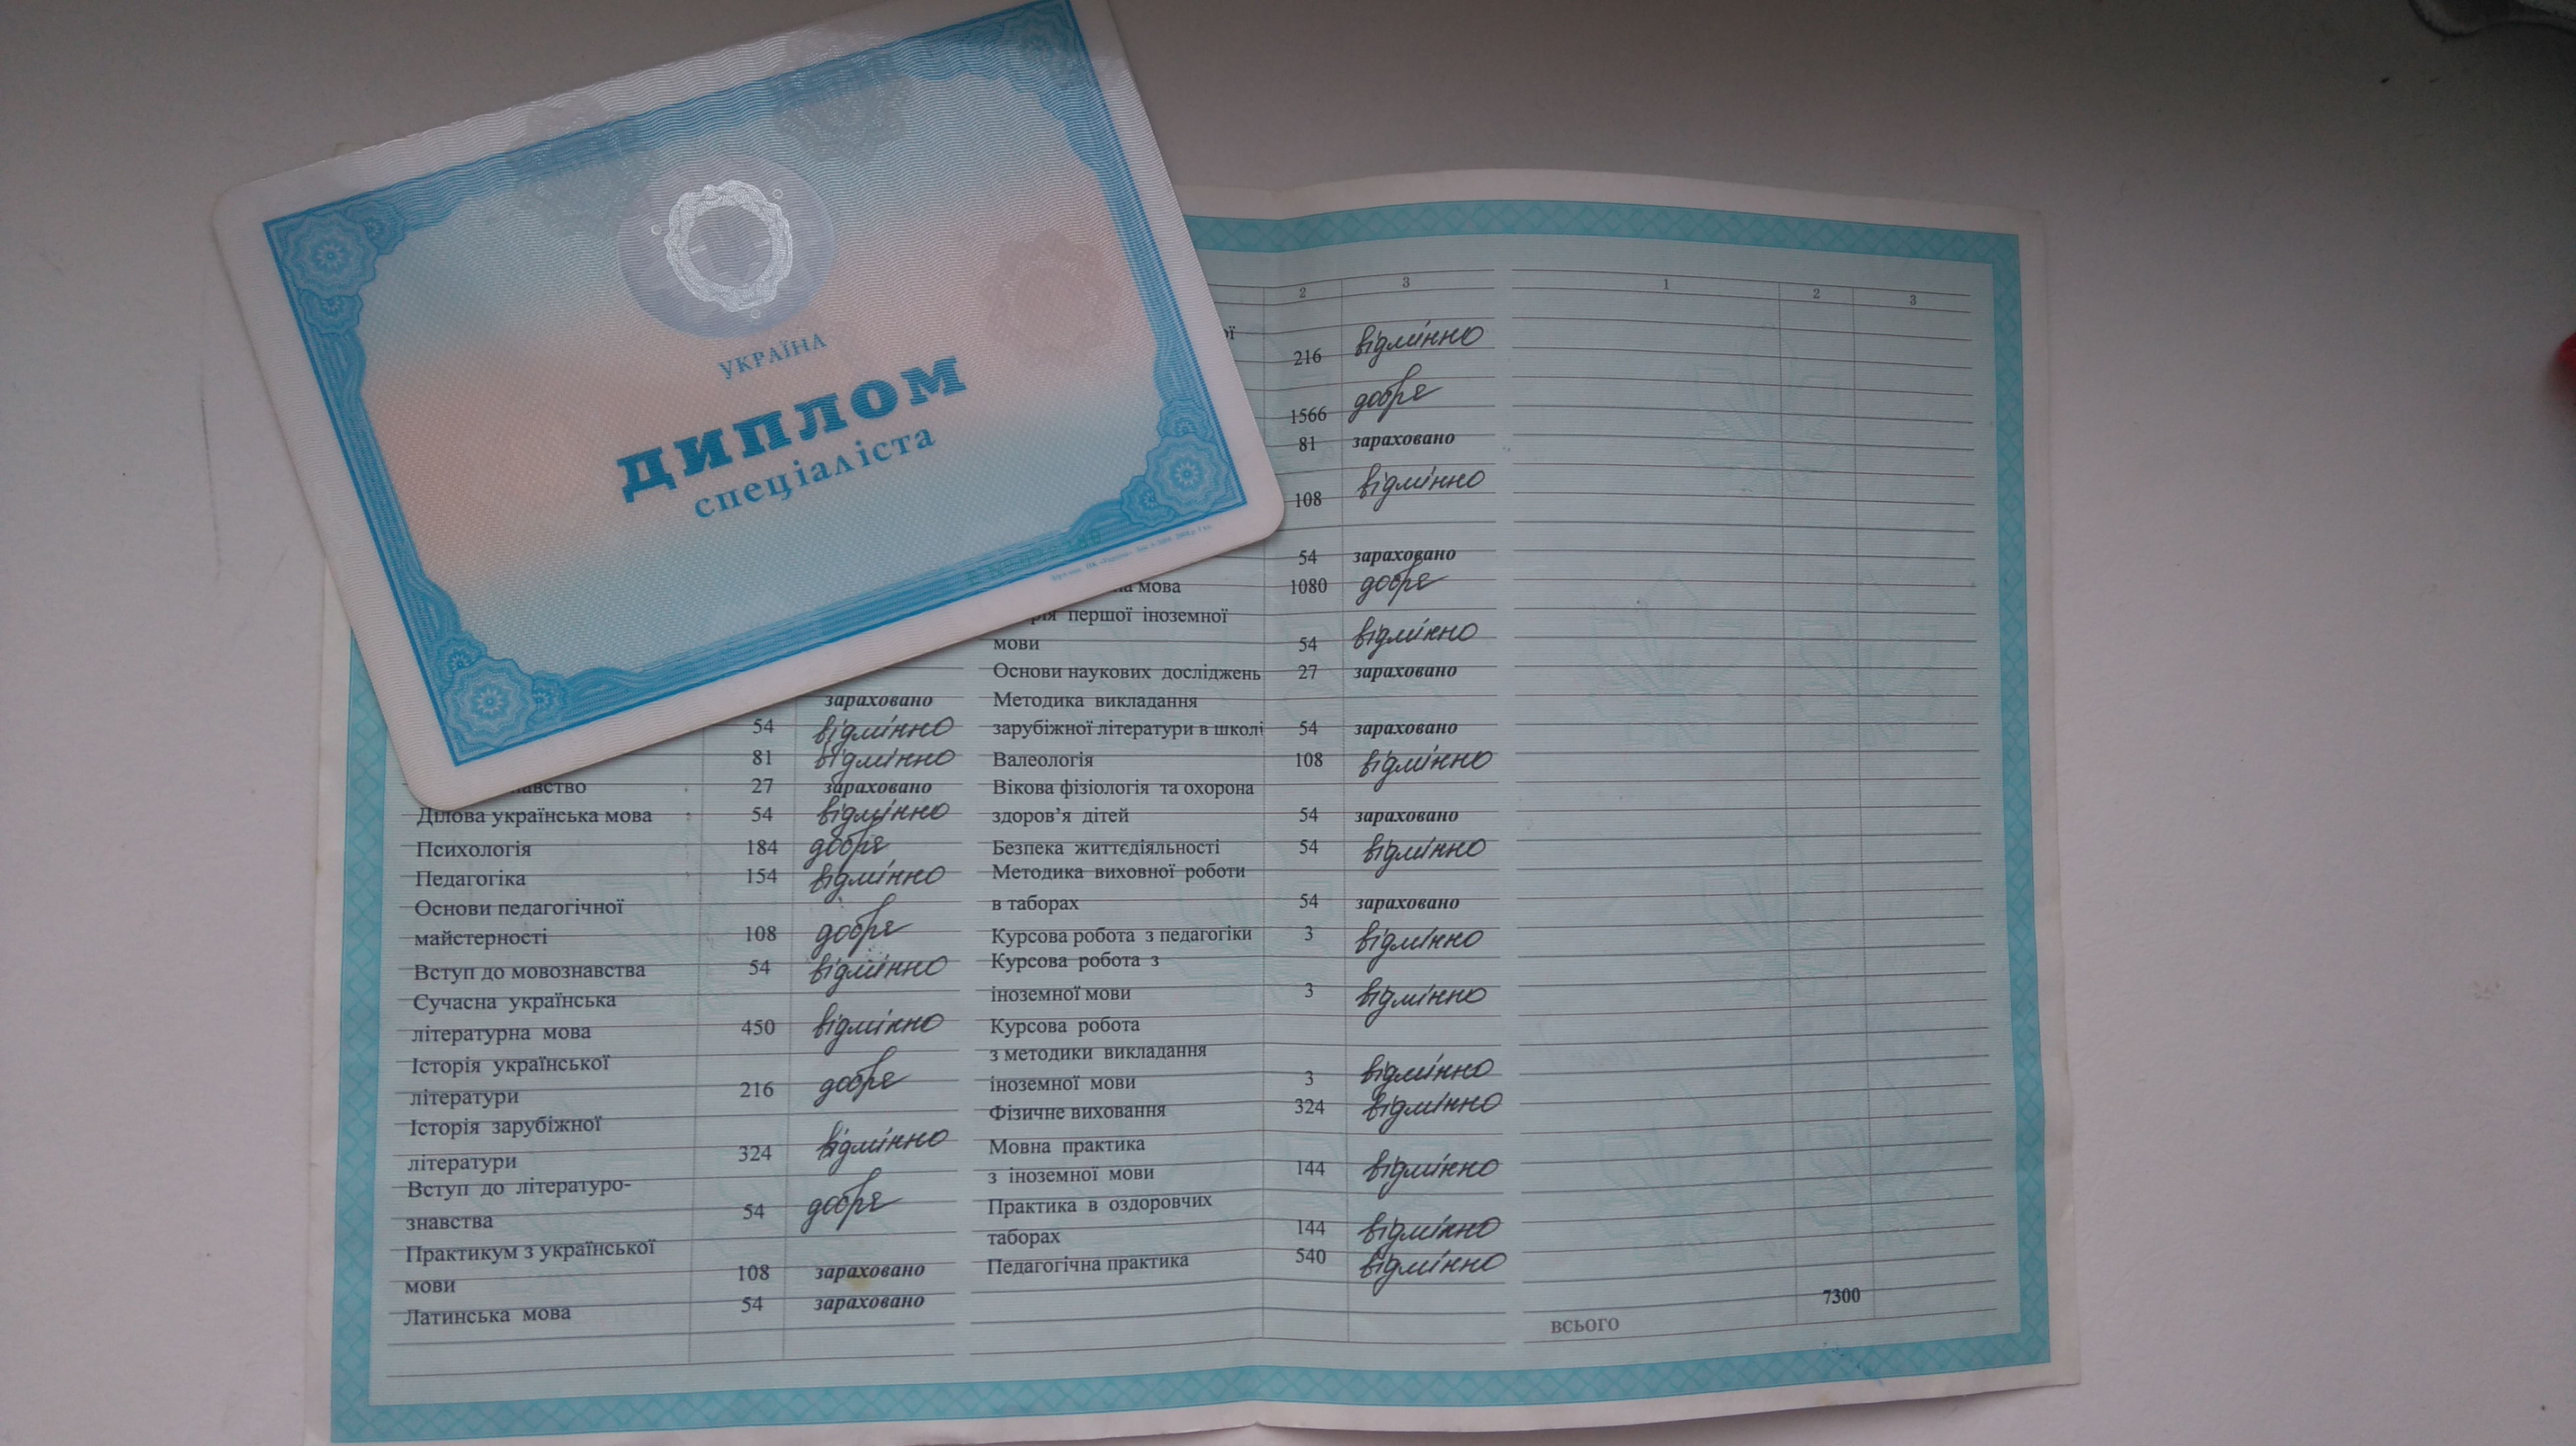 УКРАЇНА
ДИПЛОМ
спеціаліста
зараховано
54 відмінно
81 відмінно
27 зараховано
Ділова українська мова 54 відмінно
Психологія 184 добре
Педагогіка 154 відмінно
Основи педагогічної
майстерності 108 добре
Вступ до мовознавства 54 відмінно
Сучасна українська
літературна мова 450 відмінно
Історія української
літератури 216 добре
Історія зарубіжної
літератури 324 відмінно
Вступ до літературо-
знавства 54 добре
Практикум з української
мови 108 зараховано
Латинська мова 54 зараховано
2 3
216 відмінно
1566 добре
81 зараховано
108 відмінно
54 зараховано
мова 1080 добре
першої іноземної
мови 54 відмінно
Основи наукових досліджень 27 зараховано
Методика викладання
зарубіжної літератури в школі 54 зараховано
Валеологія 108 відмінно
Вікова фізіологія та охорона
здоров’я дітей 54 зараховано
Безпека життєдіяльності 54 відмінно
Методика виховної роботи
в таборах 54 зараховано
Курсова робота з педагогіки 3 відмінно
Курсова робота з
іноземної мови 3 відмінно
Курсова робота
з методики викладання
іноземної мови 3 відмінно
Фізичне виховання 324 відмінно
Мовна практика
з іноземної мови 144 відмінно
Практика в оздоровчих
таборах 144 відмінно
Педагогічна практика 540 відмінно
1 2 3
ВСЬОГО 7300